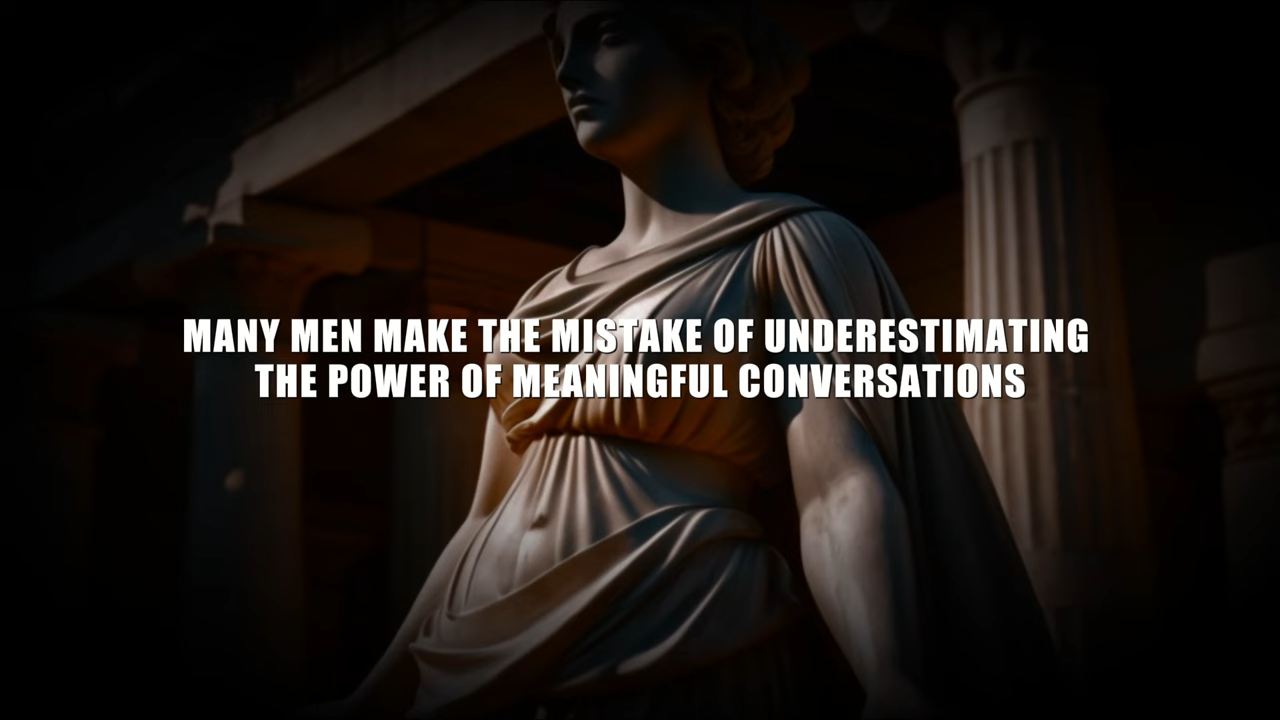 MANY MEN MAKE THE MISTAKE OF UNDERESTIMATING
THE POWER OF MEANINGFUL CONVERSATIONS